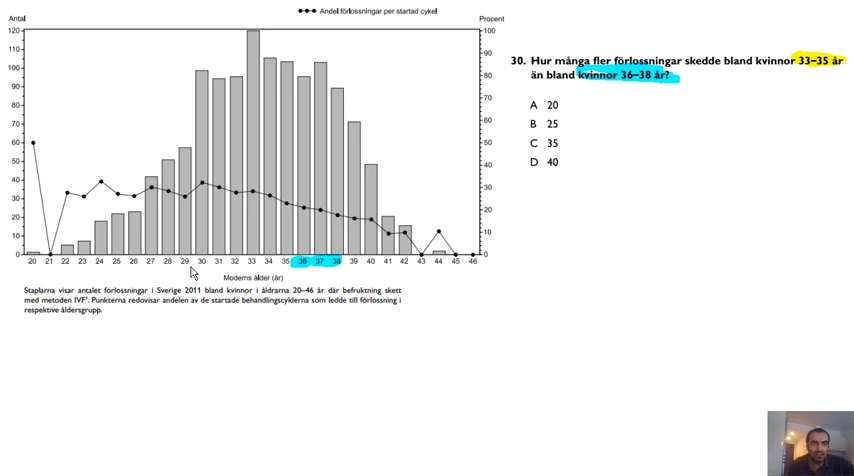 Andel förlossningar per startad cykel
Antal Procent
120 100
110
90
100
80
90
80 70
70 60
60 50
50
40
40
30
30
20
20
10 10
0 0
20 21 22 23 24 25 26 27 28 29 30 31 32 33 34 35 36 37 38 39 40 41 42 43 44 45 46
Moderns ålder (år)
Staplarna visar antalet förlossningar i Sverige 2011 bland kvinnor i åldrarna 20–46 år där befruktning skett
med metoden IVF¹. Punkterna redovisar andelen av de startade behandlingscyklerna som ledde till förlossning i
respektive åldersgrupp.
30. Hur många fler förlossningar skedde bland kvinnor 33–35 år
än bland kvinnor 36–38 år?
A 20
B 25
C 35
D 40